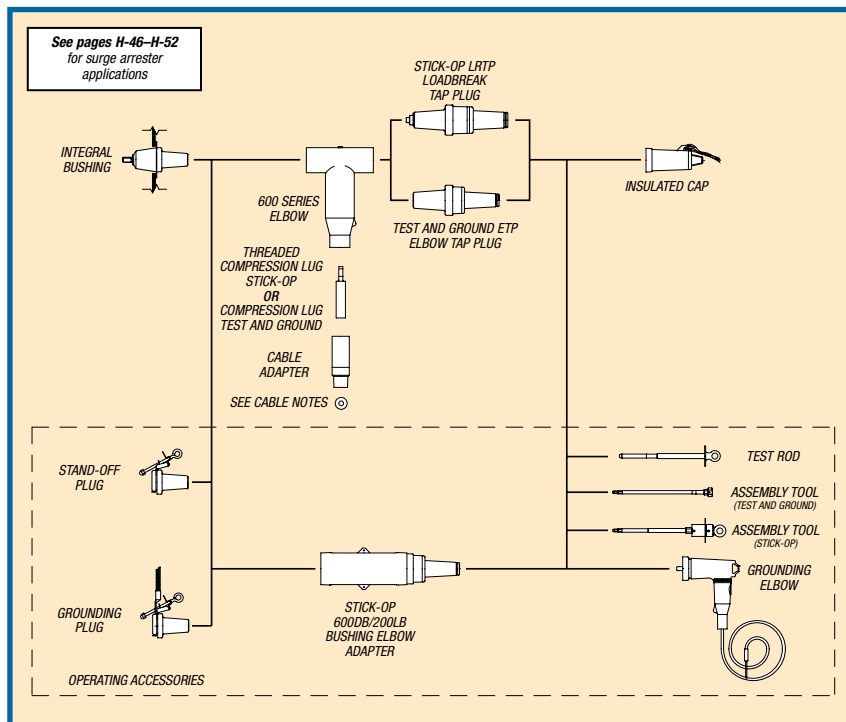 See pages H-46–H-52
for surge arrester
applications
STICK-OP LRTP
LOADBREAK
TAP PLUG
INTEGRAL
BUSHING
600 SERIES
ELBOW
INSULATED CAP
TEST AND GROUND ETP
ELBOW TAP PLUG
THREADED
COMPRESSION LUG
STICK-OP
OR
COMPRESSION LUG
TEST AND GROUND
CABLE
ADAPTER
SEE CABLE NOTES
STAND-OFF
PLUG
TEST ROD
ASSEMBLY TOOL
(TEST AND GROUND)
ASSEMBLY TOOL
(STICK-OP)
GROUNDING
ELBOW
GROUNDING
PLUG
STICK-OP
600DB/200LB
BUSHING ELBOW
ADAPTER
OPERATING ACCESSORIES